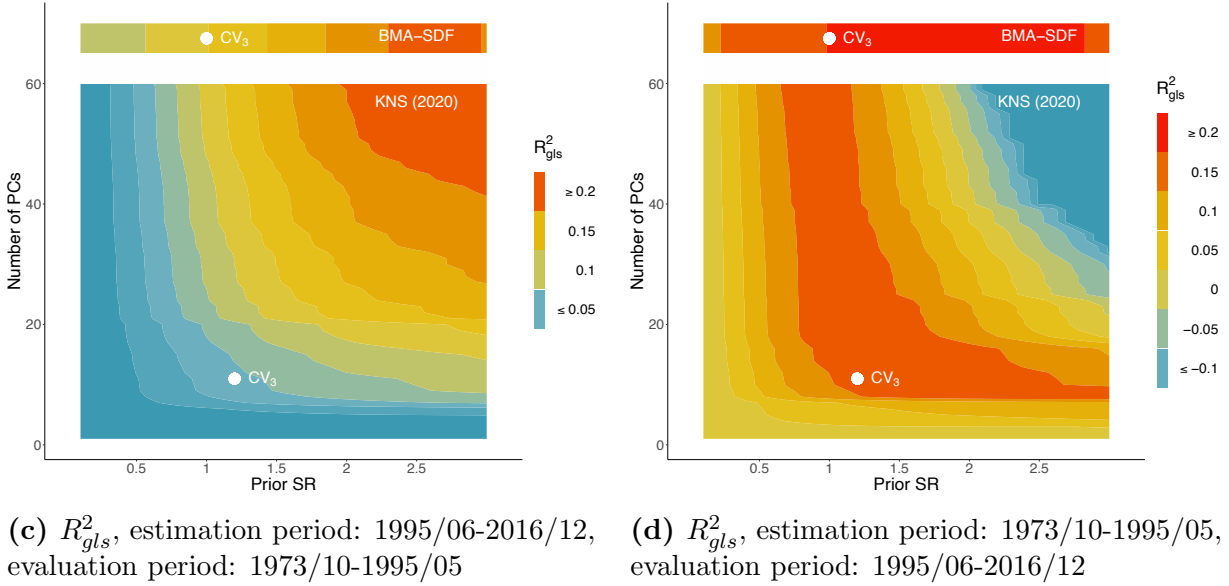 BMA−SDF
CV₃
60
KNS (2020)
40
20
0
CV₃
Number of PCs
0.5 1 1.5 2 2.5
Prior SR
R²gls
≥ 0.2
0.15
0.1
≤ 0.05
BMA−SDF
CV₃
60
KNS (2020)
40
20
0
CV₃
Number of PCs
0.5 1 1.5 2 2.5
Prior SR
R²gls
≥ 0.2
0.15
0.1
0.05
0
−0.05
≤ −0.1
(c) R²gls, estimation period: 1995/06-2016/12,
evaluation period: 1973/10-1995/05
(d) R²gls, estimation period: 1973/10-1995/05,
evaluation period: 1995/06-2016/12